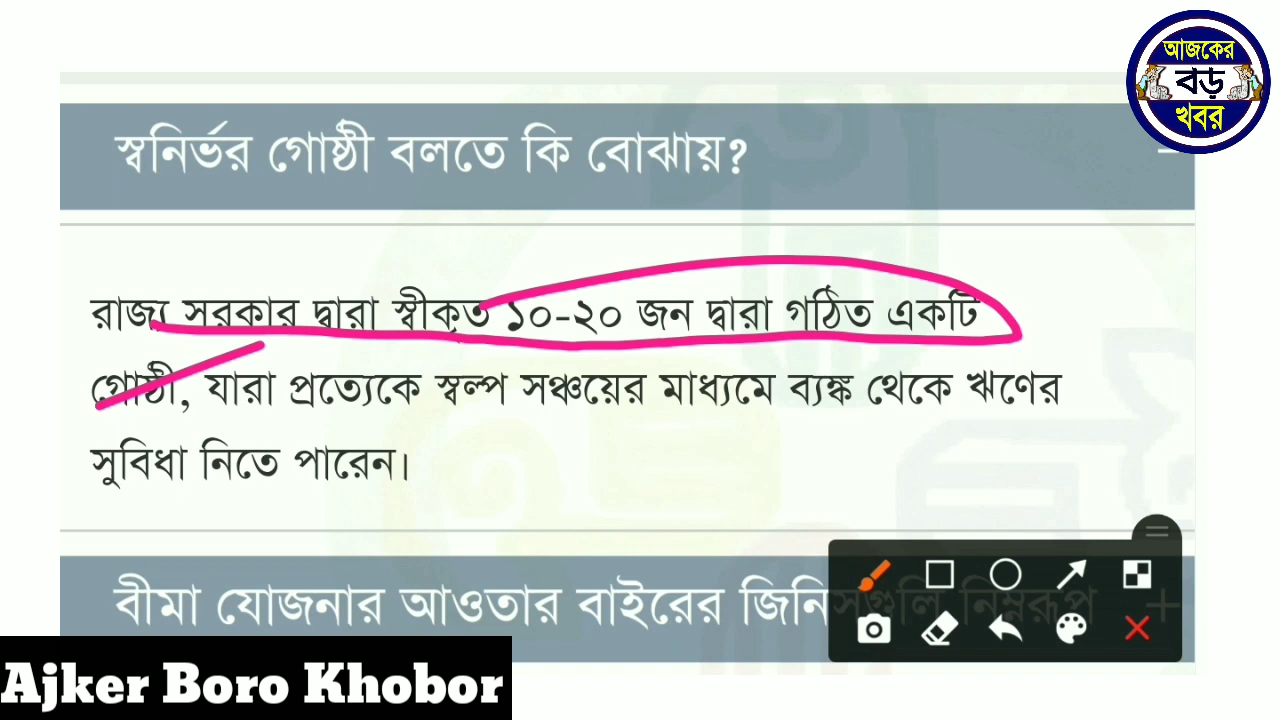 আজকের
বড়
খবর
স্বনির্ভর গোষ্ঠী বলতে কি বোঝায়?
রাজ্য সরকার দ্বারা স্বীকৃত ১০-২০ জন দ্বারা গঠিত একটি
গোষ্ঠী, যারা প্রত্যেকে স্বল্প সঞ্চয়ের মাধ্যমে ব্যঙ্ক থেকে ঋণের
সুবিধা নিতে পারেন।
বীমা যোজনার আওতার বাইরের জিনিসগুলি নিম্নরূপ +
Ajker Boro Khobor